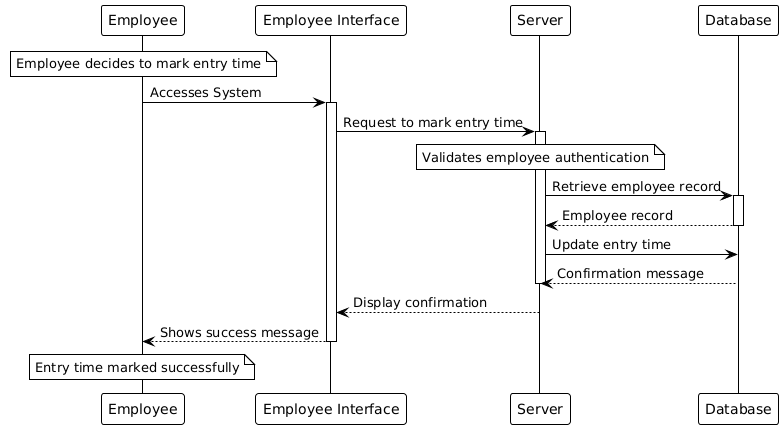 Employee
Employee Interface
Server
Database
Employee decides to mark entry time
Accesses System
Request to mark entry time
Validates employee authentication
Retrieve employee record
Employee record
Update entry time
Confirmation message
Display confirmation
Shows success message
Entry time marked successfully
Employee
Employee Interface
Server
Database